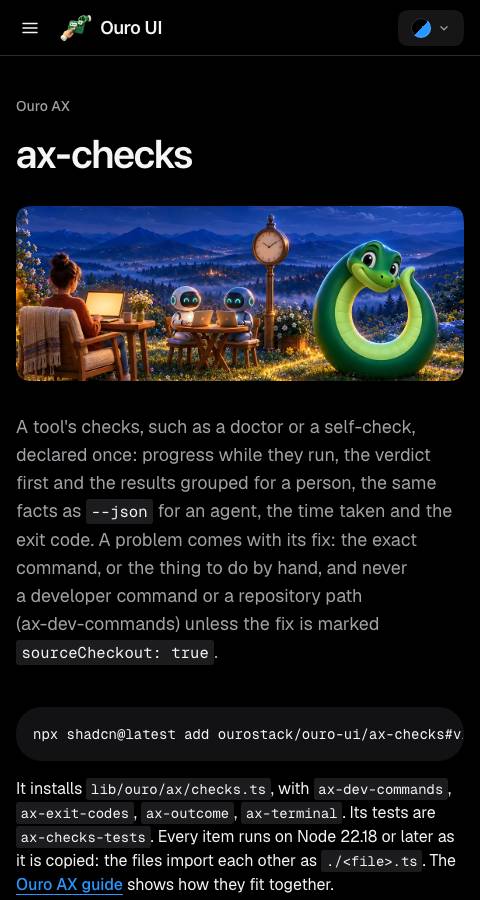 Ouro UI
Ouro AX
ax-checks
A tool's checks, such as a doctor or a self-check,
declared once: progress while they run, the verdict
first and the results grouped for a person, the same
facts as --json for an agent, the time taken and the
exit code. A problem comes with its fix: the exact
command, or the thing to do by hand, and never
a developer command or a repository path
(ax-dev-commands) unless the fix is marked
sourceCheckout: true.
npx shadcn@latest add ourostack/ouro-ui/ax-checks#v
It installs lib/ouro/ax/checks.ts, with ax-dev-commands,
ax-exit-codes, ax-outcome, ax-terminal. Its tests are
ax-checks-tests. Every item runs on Node 22.18 or later as
it is copied: the files import each other as ./<file>.ts. The
Ouro AX guide shows how they fit together.